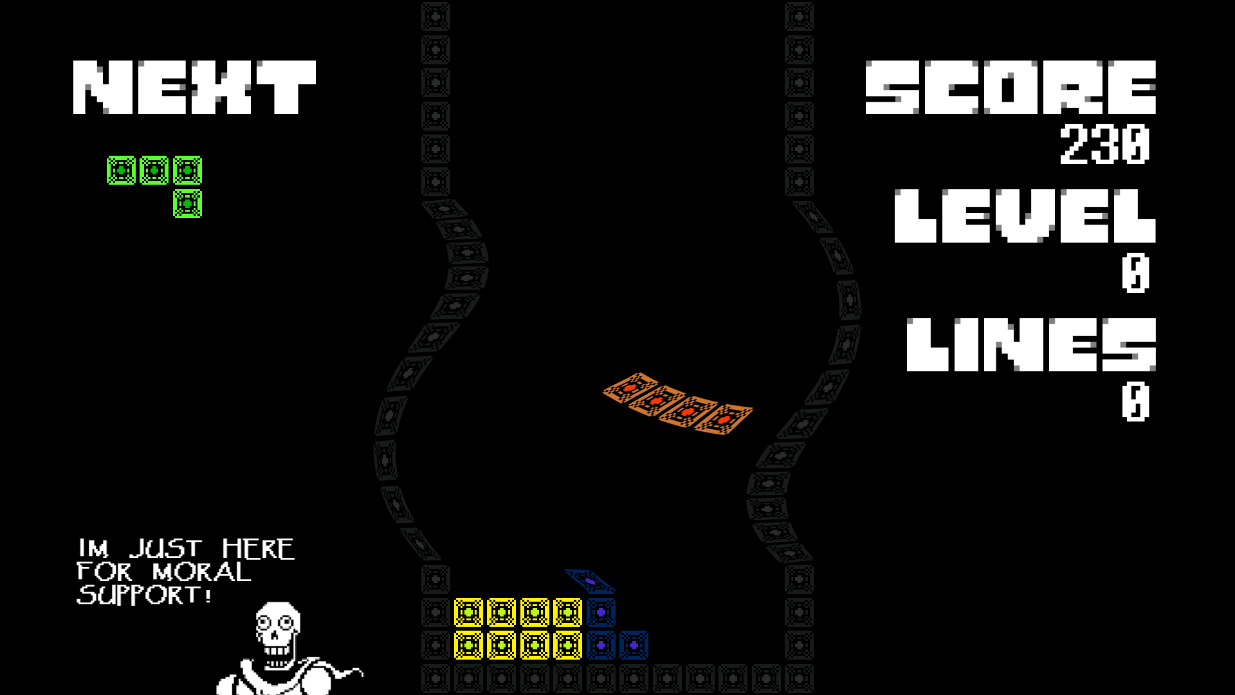 NEXT
SCORE
230
LEVEL
0
LINES
0
IM JUST HERE
FOR MORAL
SUPPORT!